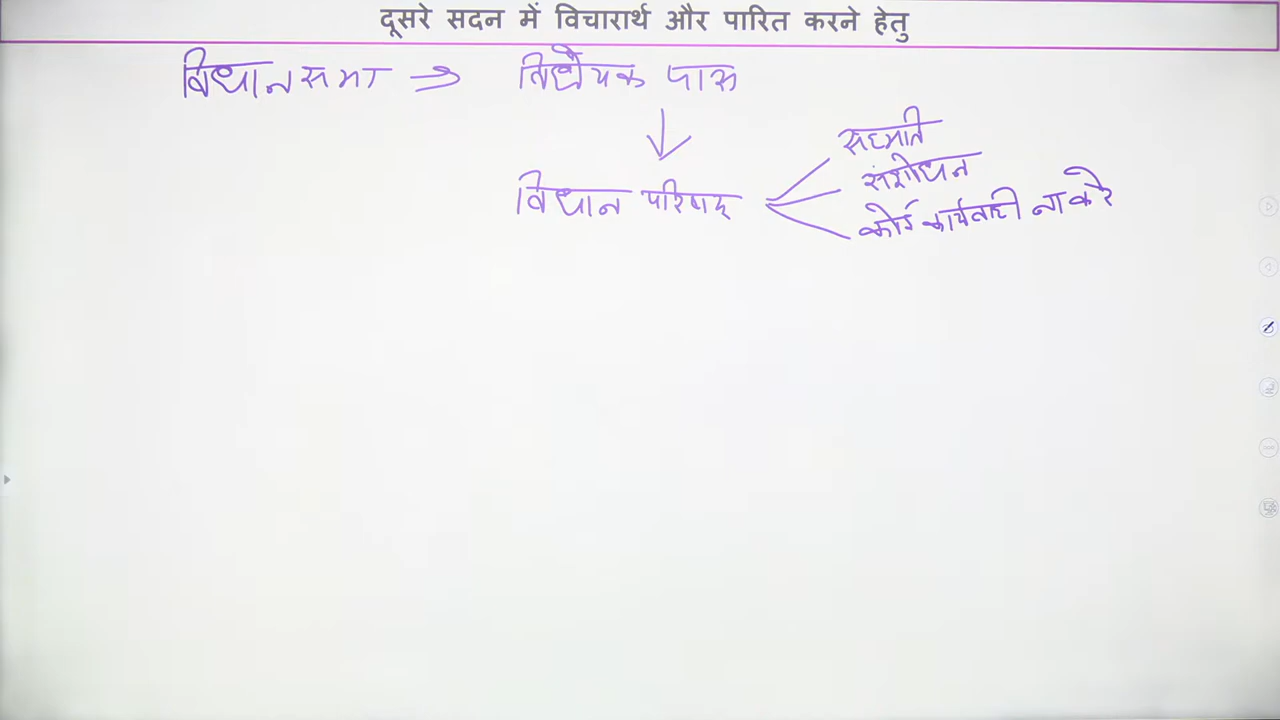 दूसरे सदन में विचारार्थ और पारित करने हेतु
विधानसभा ⇒ विधेयक पास
↓
विधान परिषद
सहमति
संशोधन
कोई कार्यवाही ना करे